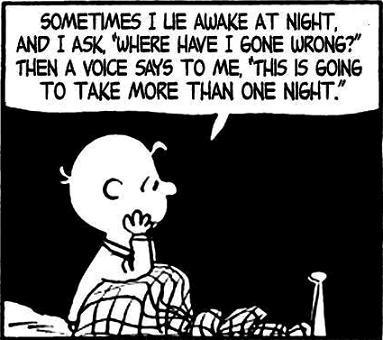 SOMETIMES I LIE AWAKE AT NIGHT,
AND I ASK, "WHERE HAVE I GONE WRONG?"
THEN A VOICE SAYS TO ME, "THIS IS GOING
TO TAKE MORE THAN ONE NIGHT."